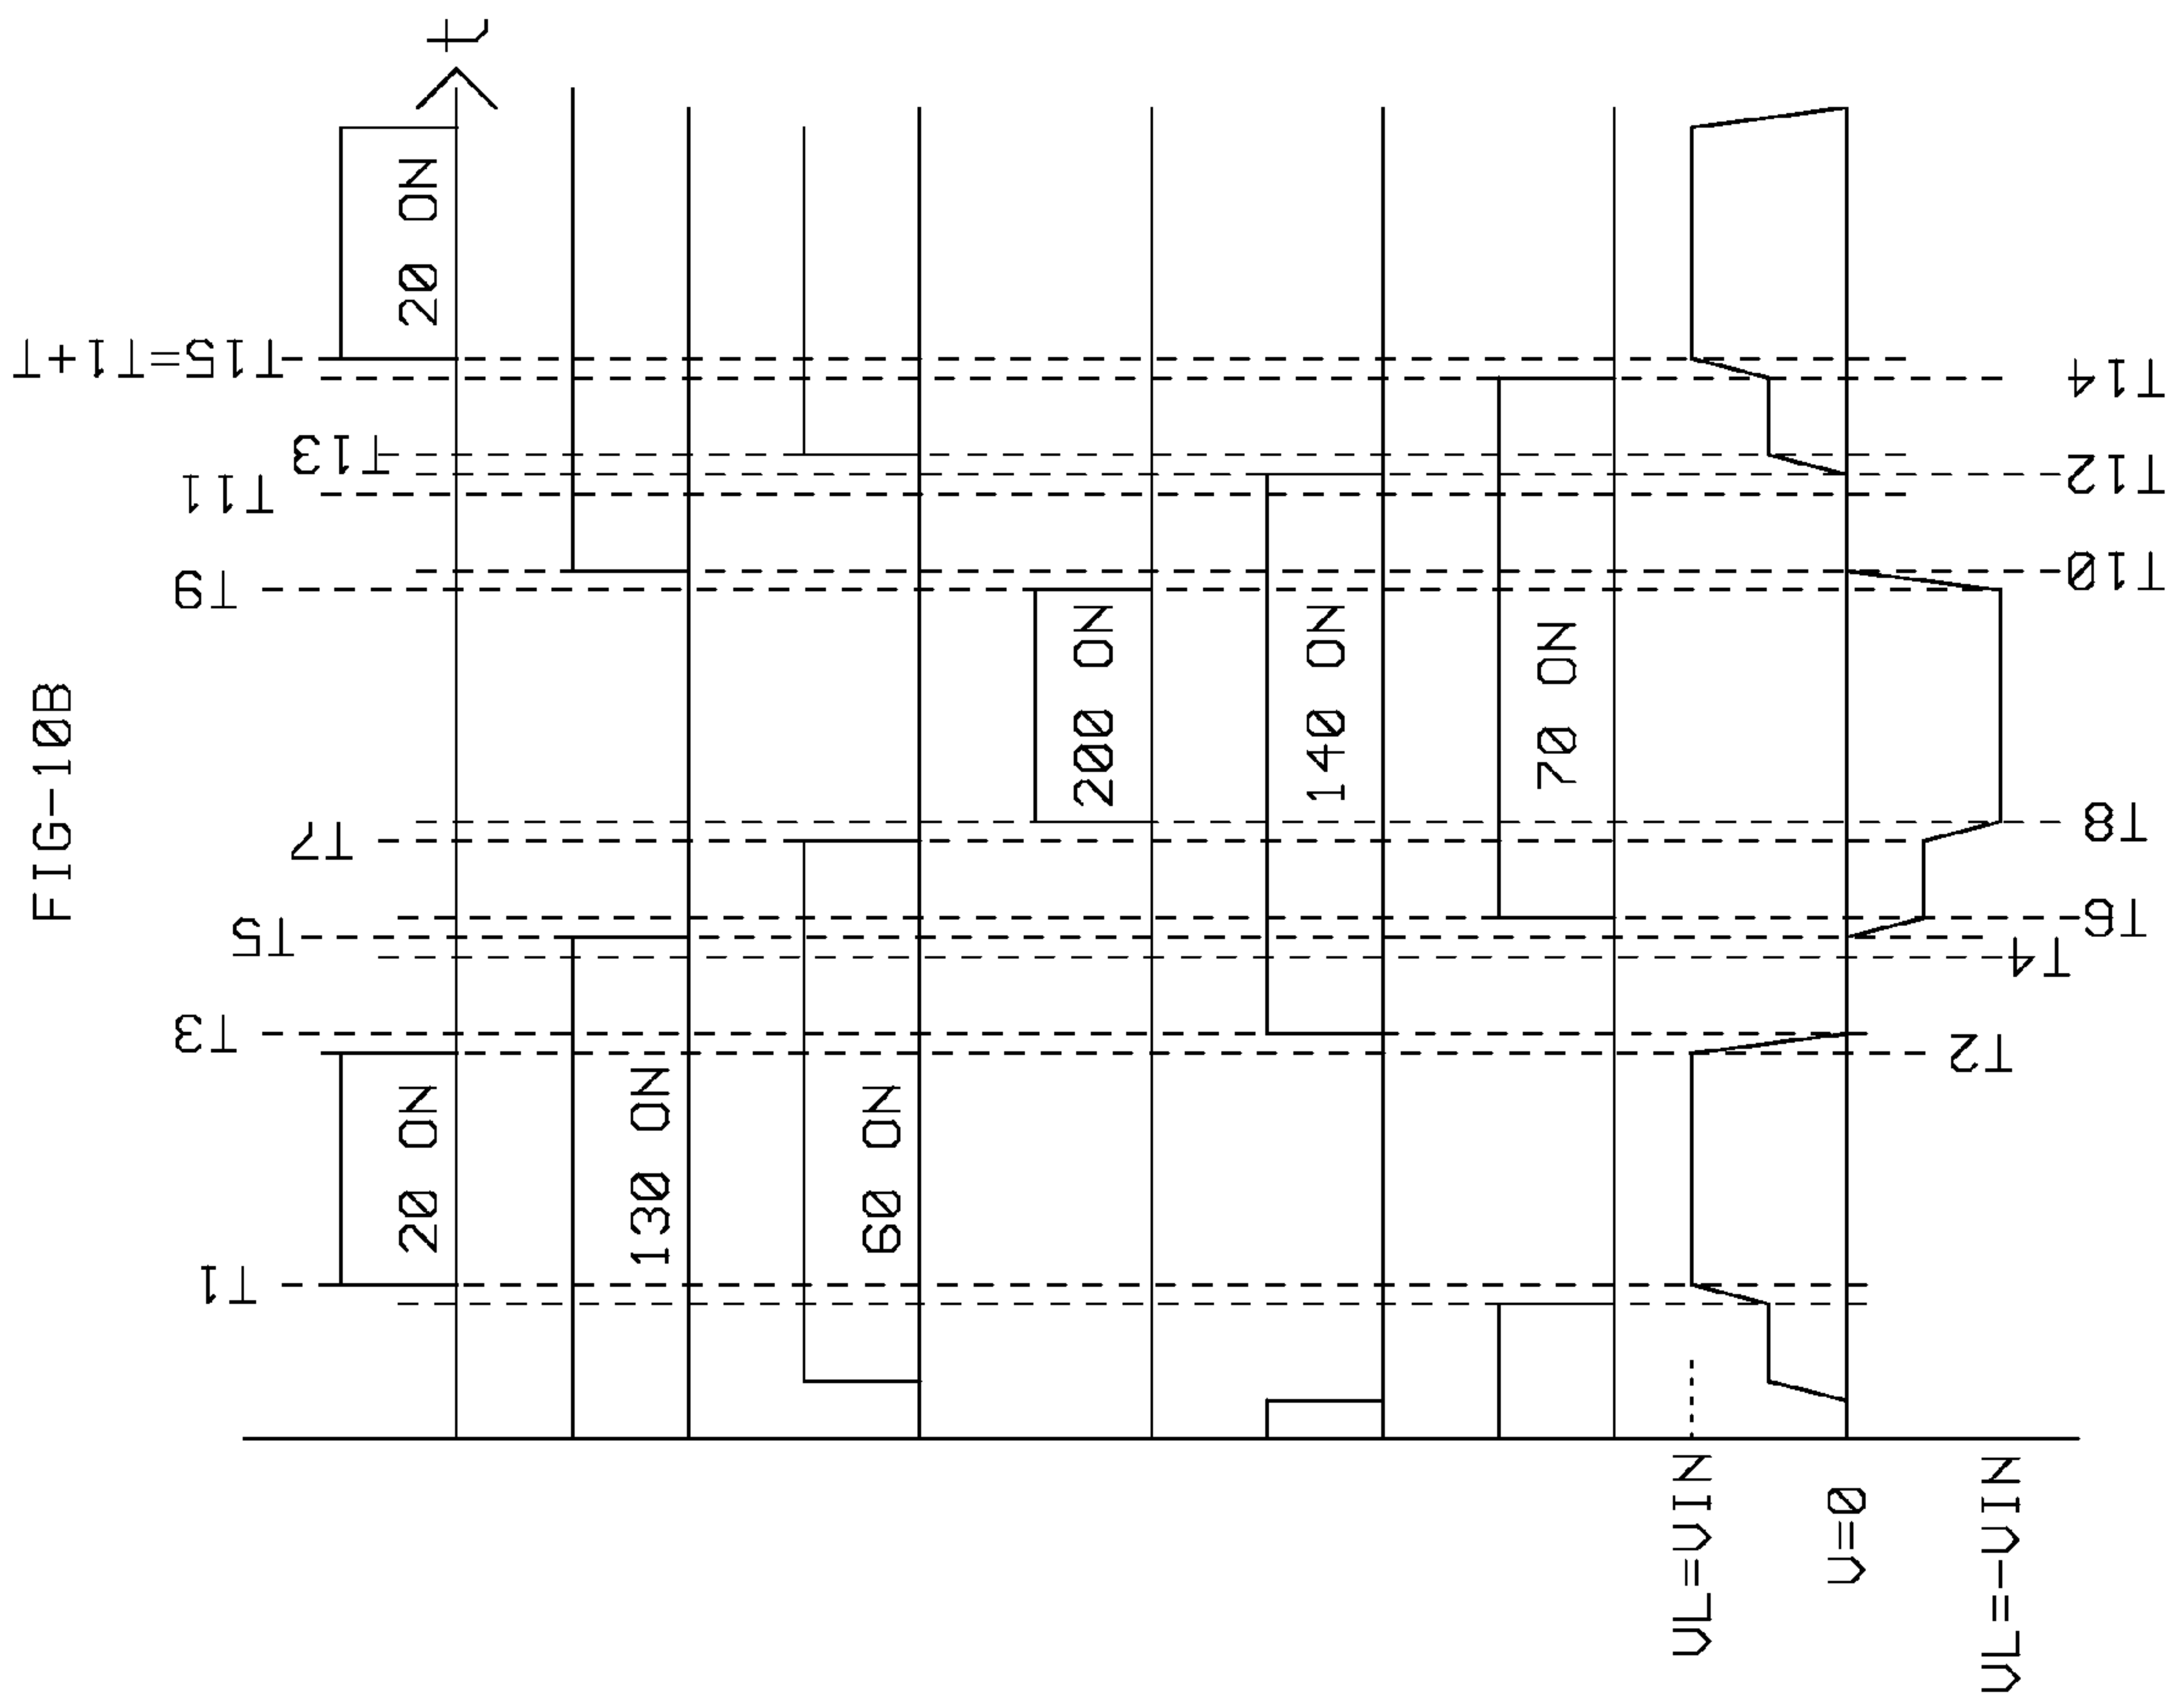 FIG-10B
t
T1
T3
T5
T7
T9
T11
T13
T15=T1+T
20 ON
20 ON
130 ON
60 ON
200 ON
140 ON
70 ON
VL=VIN
V=0
VL=-VIN
T2
T4
T6
T8
T10
T12
T14